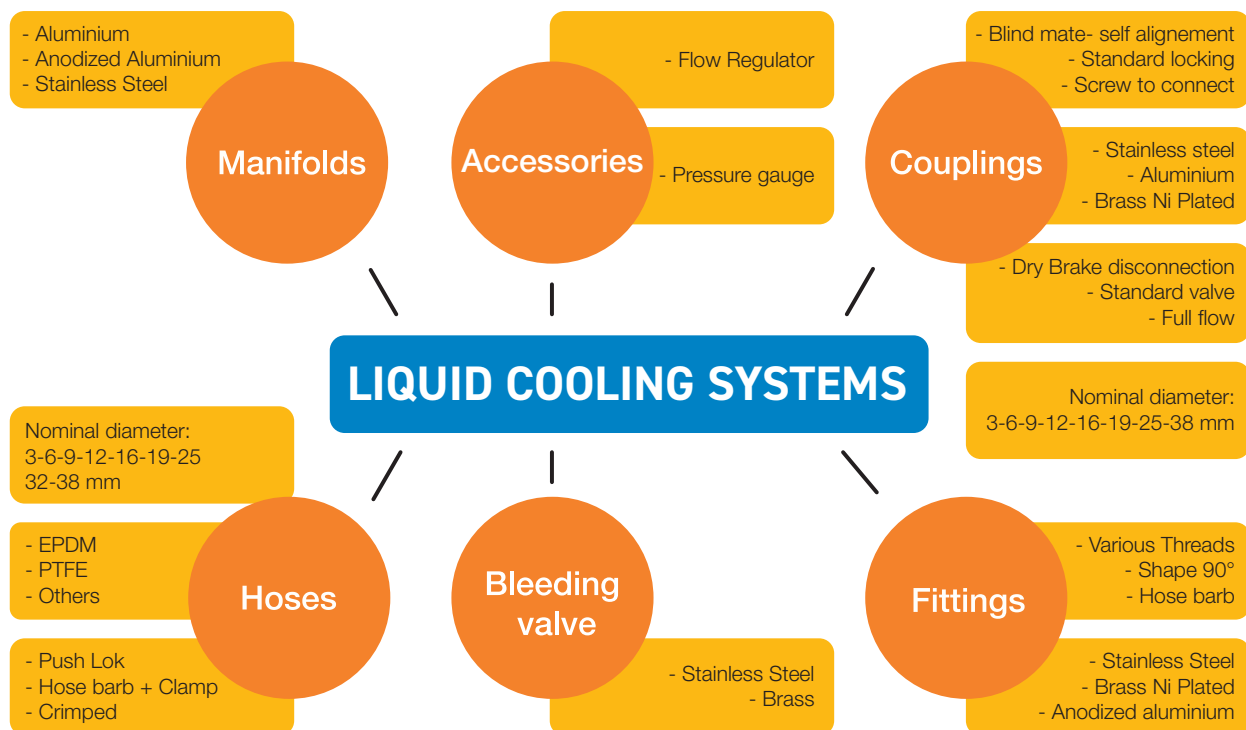 - Aluminium
- Anodized Aluminium
- Stainless Steel
Manifolds
- Flow Regulator
Accessories
- Pressure gauge
- Blind mate- self alignement
- Standard locking
- Screw to connect
Couplings
- Stainless steel
- Aluminium
- Brass Ni Plated
- Dry Brake disconnection
- Standard valve
- Full flow
LIQUID COOLING SYSTEMS
Nominal diameter:
3-6-9-12-16-19-25-38 mm
Nominal diameter:
3-6-9-12-16-19-25
32-38 mm
- EPDM
- PTFE
- Others
Hoses
- Push Lok
- Hose barb + Clamp
- Crimped
Bleeding
valve
- Stainless Steel
- Brass
- Various Threads
- Shape 90°
- Hose barb
Fittings
- Stainless Steel
- Brass Ni Plated
- Anodized aluminium